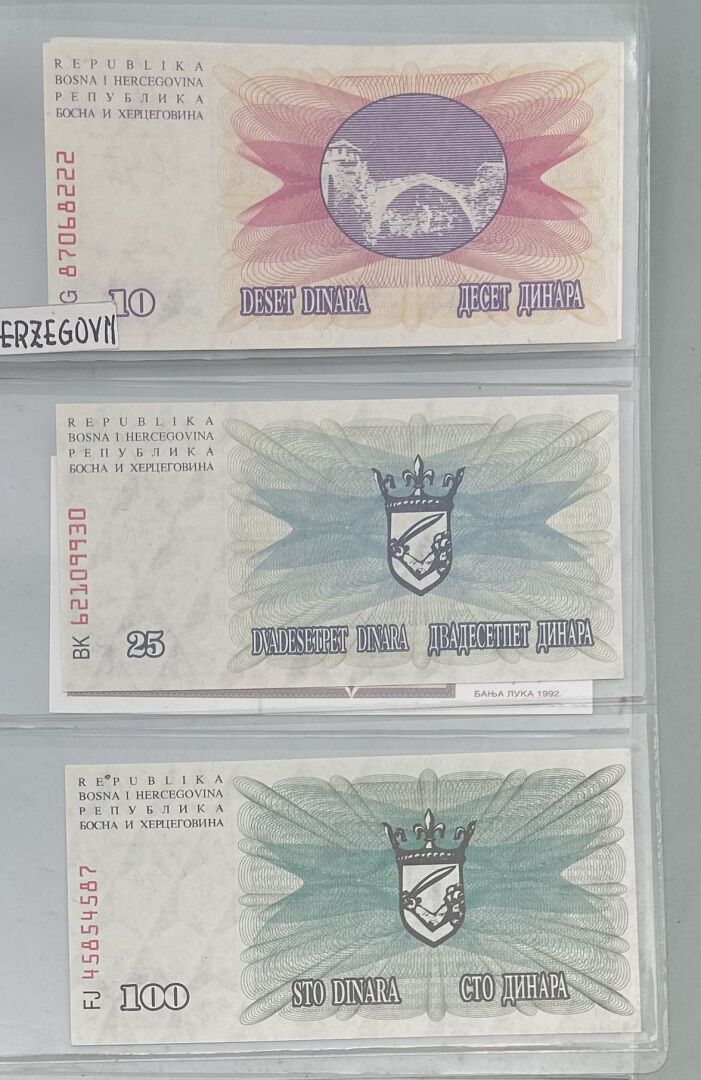 REPUBLIKA
BOSNA I HERCEGOVINA
РЕПУБЛИКА
БОСНА И ХЕРЦЕГОВИНА
G 87068222
10
DESET DINARA ДЕСЕТ ДИНАРА
ERZEGOVN
REPUBLIKA
BOSNA I HERCEGOVINA
РЕПУБЛИКА
БОСНА И ХЕРЦЕГОВИНА
BK 62109930
25
DVADESETPET DINARA ДВАДЕСЕТПЕТ ДИНАРА
БАЊА ЛУКА 1992.
REPUBLIKA
BOSNA I HERCEGOVINA
РЕПУБЛИКА
БОСНА И ХЕРЦЕГОВИНА
FJ 45854587
100
STO DINARA СТО ДИНАРА